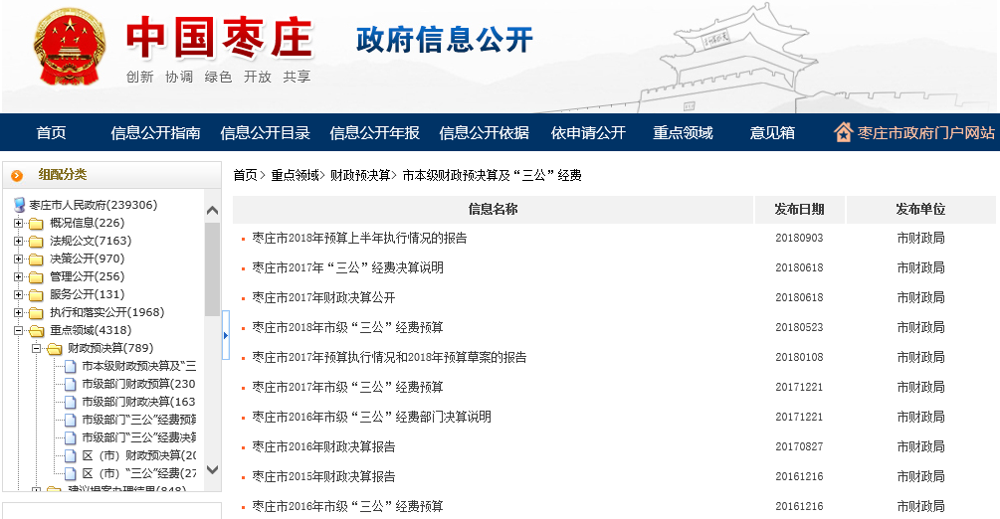 中国枣庄
创新 协调 绿色 开放 共享
政府信息公开
首页 信息公开指南 信息公开目录 信息公开年报 信息公开依据 依申请公开 重点领域 意见箱 枣庄市政府门户网站
组配分类
枣庄市人民政府(239306)
概况信息(226)
法规公文(7163)
决策公开(970)
管理公开(256)
服务公开(131)
执行和落实公开(1968)
重点领域(4318)
财政预决算(789)
市本级财政预决算及“三
市级部门财政预算(230
市级部门财政决算(163
市级部门“三公”经费预算
市级部门“三公”经费决算
区（市）财政预决算(20
区（市）“三公”经费(27
建议提案办理结果(848)
首页> 重点领域> 财政预决算> 市本级财政预决算及“三公”经费
信息名称 发布日期 发布单位
枣庄市2018年预算上半年执行情况的报告 20180903 市财政局
枣庄市2017年“三公”经费决算说明 20180618 市财政局
枣庄市2017年财政决算公开 20180618 市财政局
枣庄市2018年市级“三公”经费预算 20180523 市财政局
枣庄市2017年预算执行情况和2018年预算草案的报告 20180108 市财政局
枣庄市2017年市级“三公”经费预算 20171221 市财政局
枣庄市2016年市级“三公”经费部门决算说明 20171221 市财政局
枣庄市2016年财政决算报告 20170827 市财政局
枣庄市2015年财政决算报告 20161216 市财政局
枣庄市2016年市级“三公”经费预算 20161216 市财政局